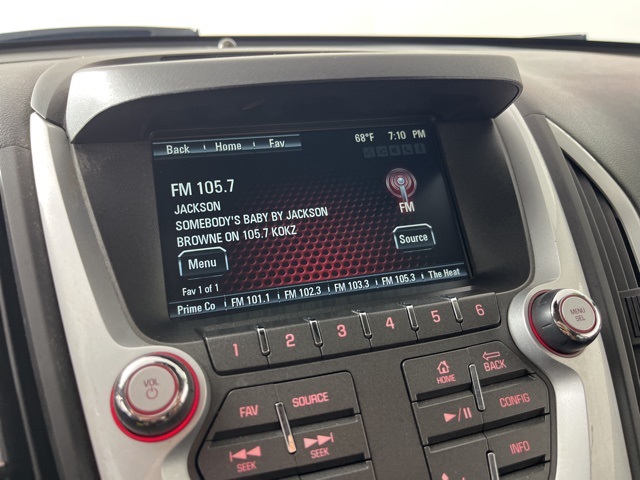 Back Home Fav 68°F 7:10 PM
FM 105.7
JACKSON
SOMEBODY'S BABY BY JACKSON
BROWNE ON 105.7 KOKZ
FM
Menu Source
Fav 1 of 1
Prime Co FM 101.1 FM 102.3 FM 103.3 FM 105.3 The Heat
1 2 3 4 5 6
MENU
SEL
VOL
FAV SOURCE
HOME BACK
CONFIG
SEEK SEEK
INFO